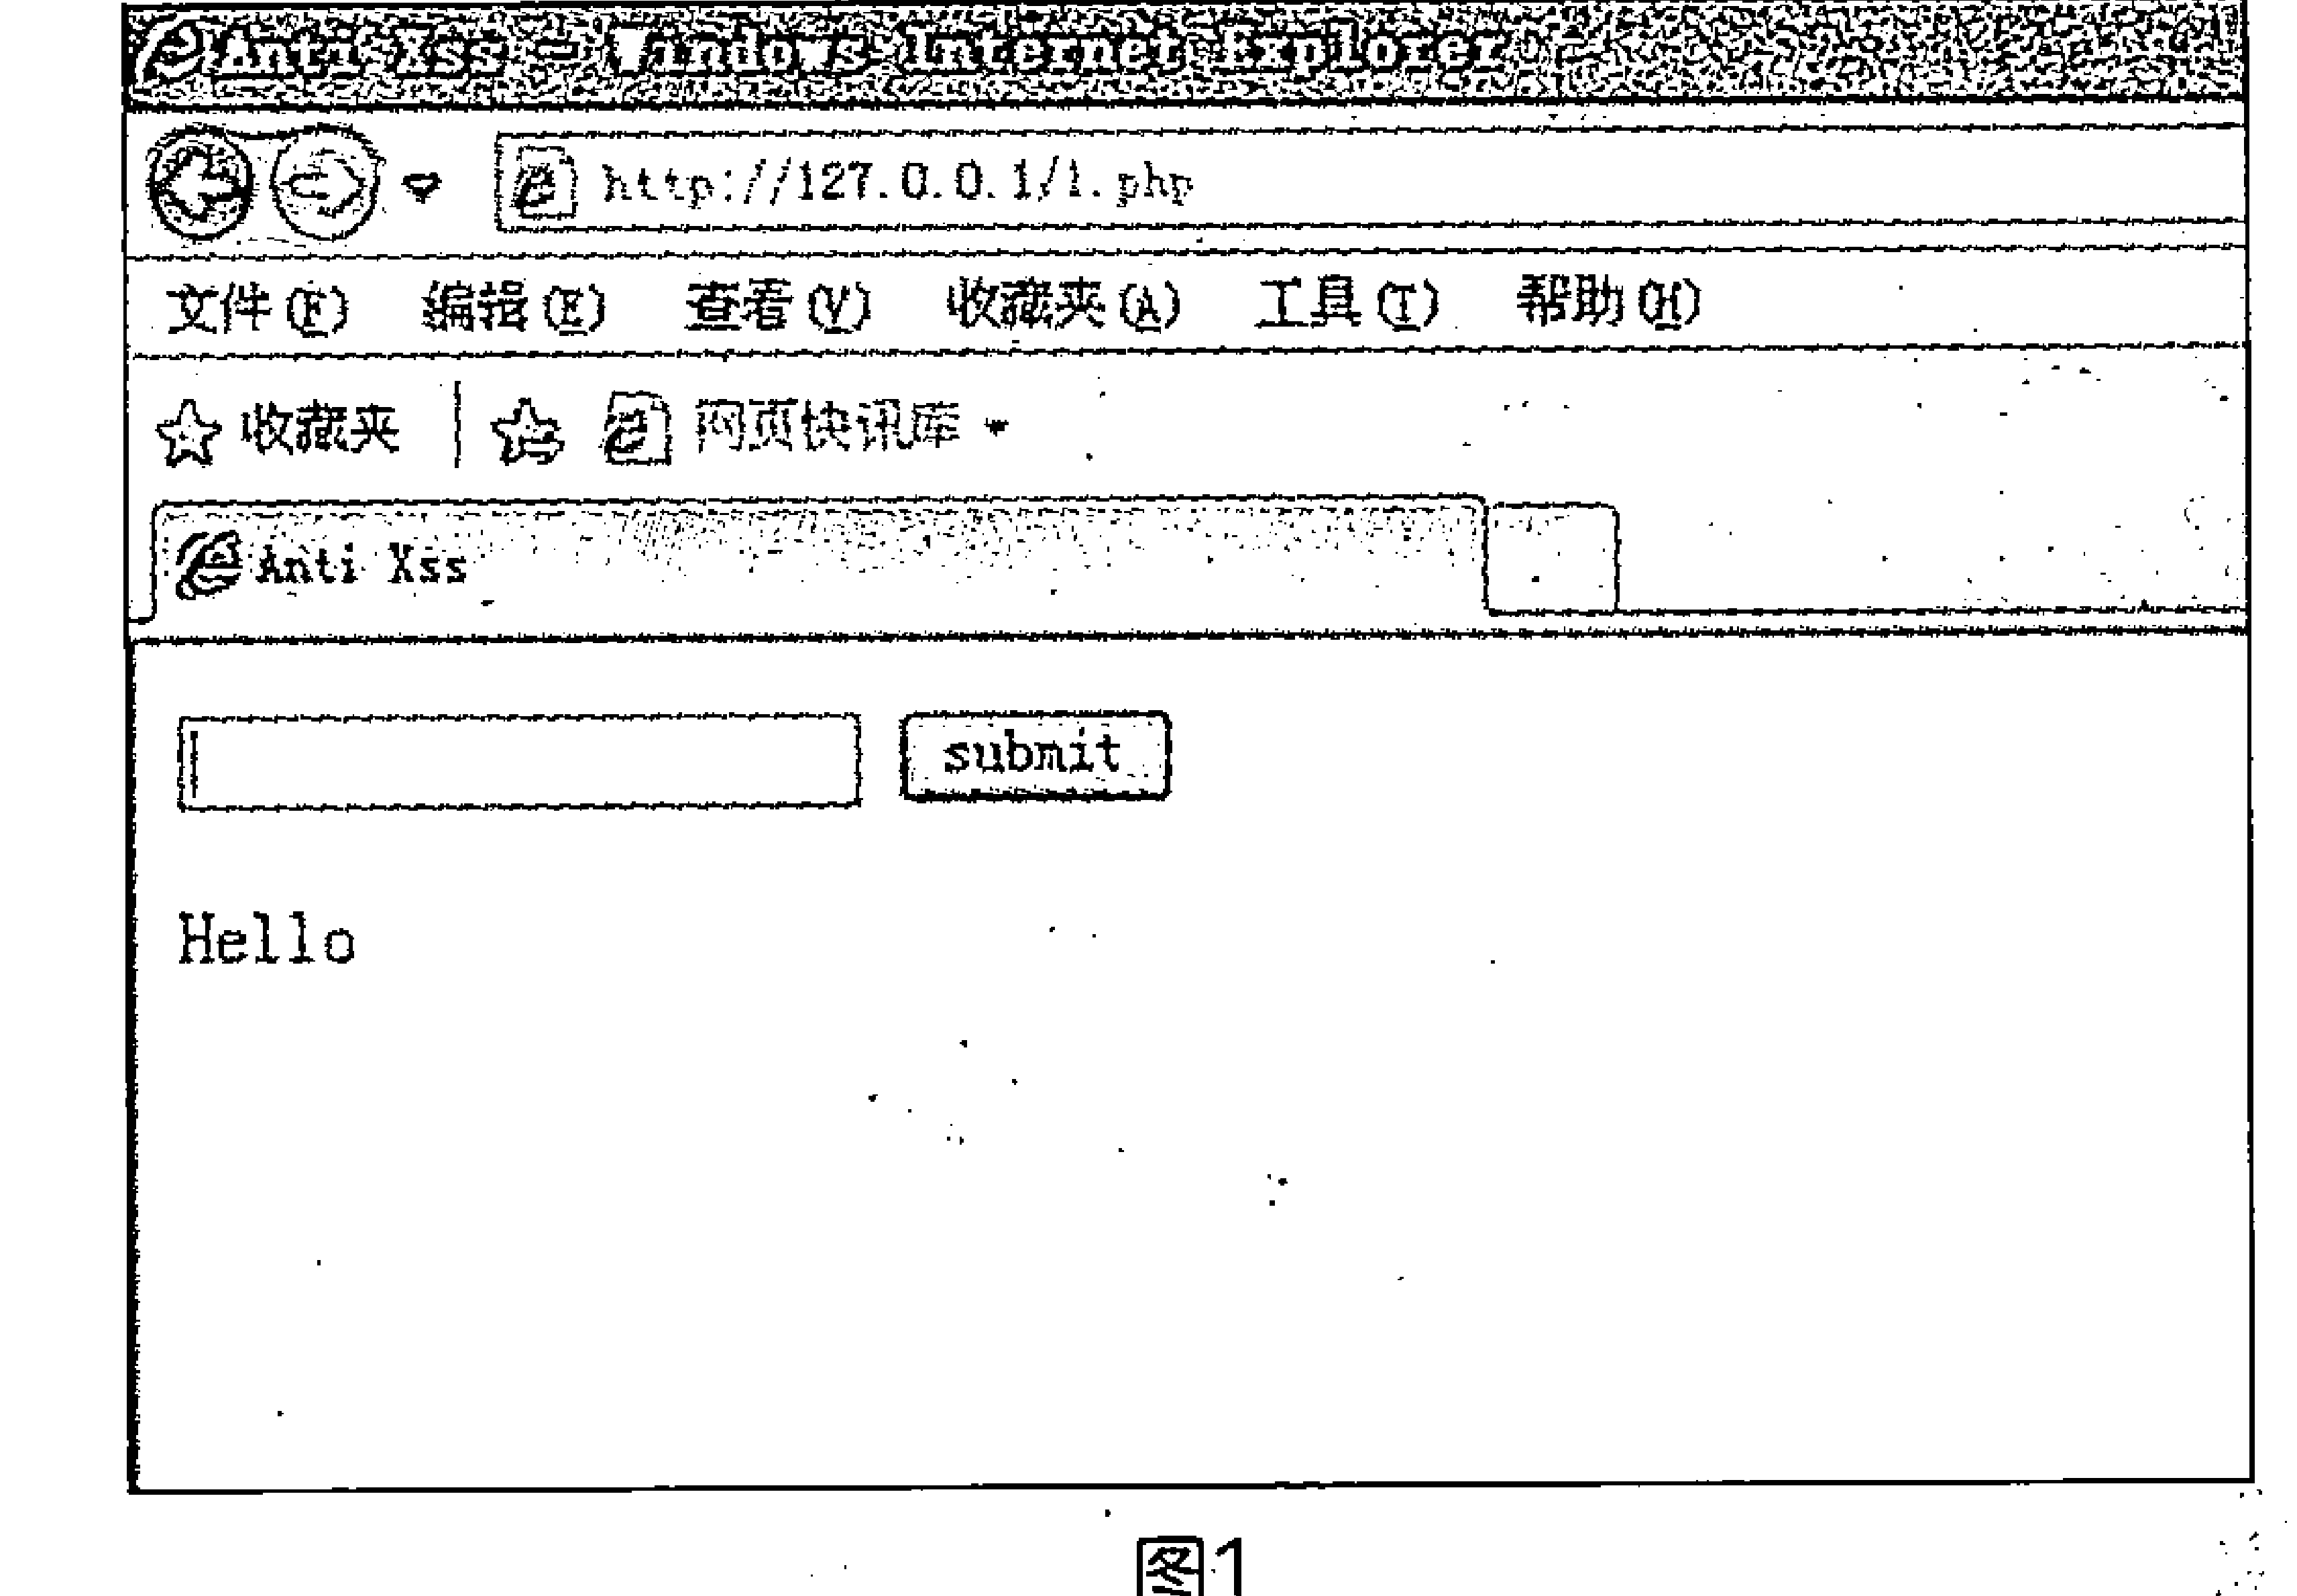 Anti Xss - Windows Internet Explorer
http://127.0.0.1/1.php
文件(F) 编辑(E) 查看(V) 收藏夹(A) 工具(T) 帮助(H)
收藏夹 网页快讯库
Anti Xss
submit
Hello
图1